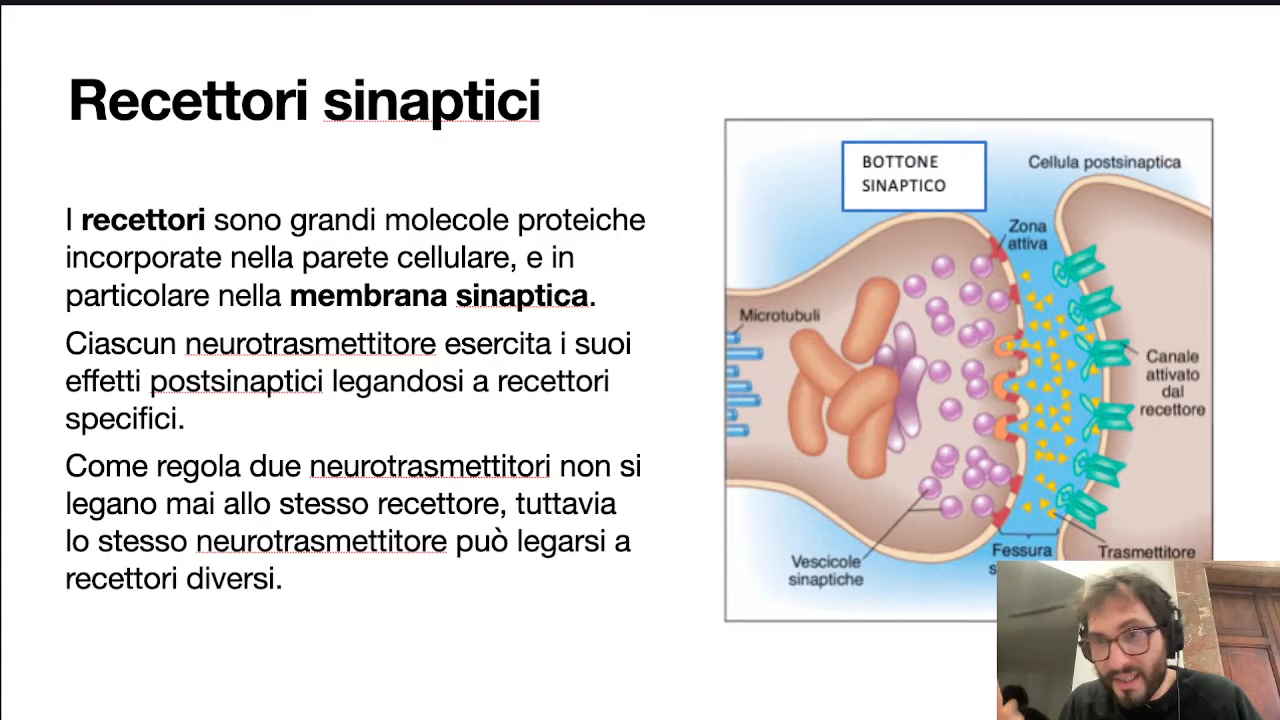 Recettori sinaptici
I recettori sono grandi molecole proteiche
incorporate nella parete cellulare, e in
particolare nella membrana sinaptica.
Ciascun neurotrasmettitore esercita i suoi
effetti postsinaptici legandosi a recettori
specifici.
Come regola due neurotrasmettitori non si
legano mai allo stesso recettore, tuttavia
lo stesso neurotrasmettitore può legarsi a
recettori diversi.
BOTTONE
SINAPTICO
Cellula postsinaptica
Zona
attiva
Microtubuli
Canale
attivato
dal
recettore
Vescicole
sinaptiche
Fessura
Trasmettitore